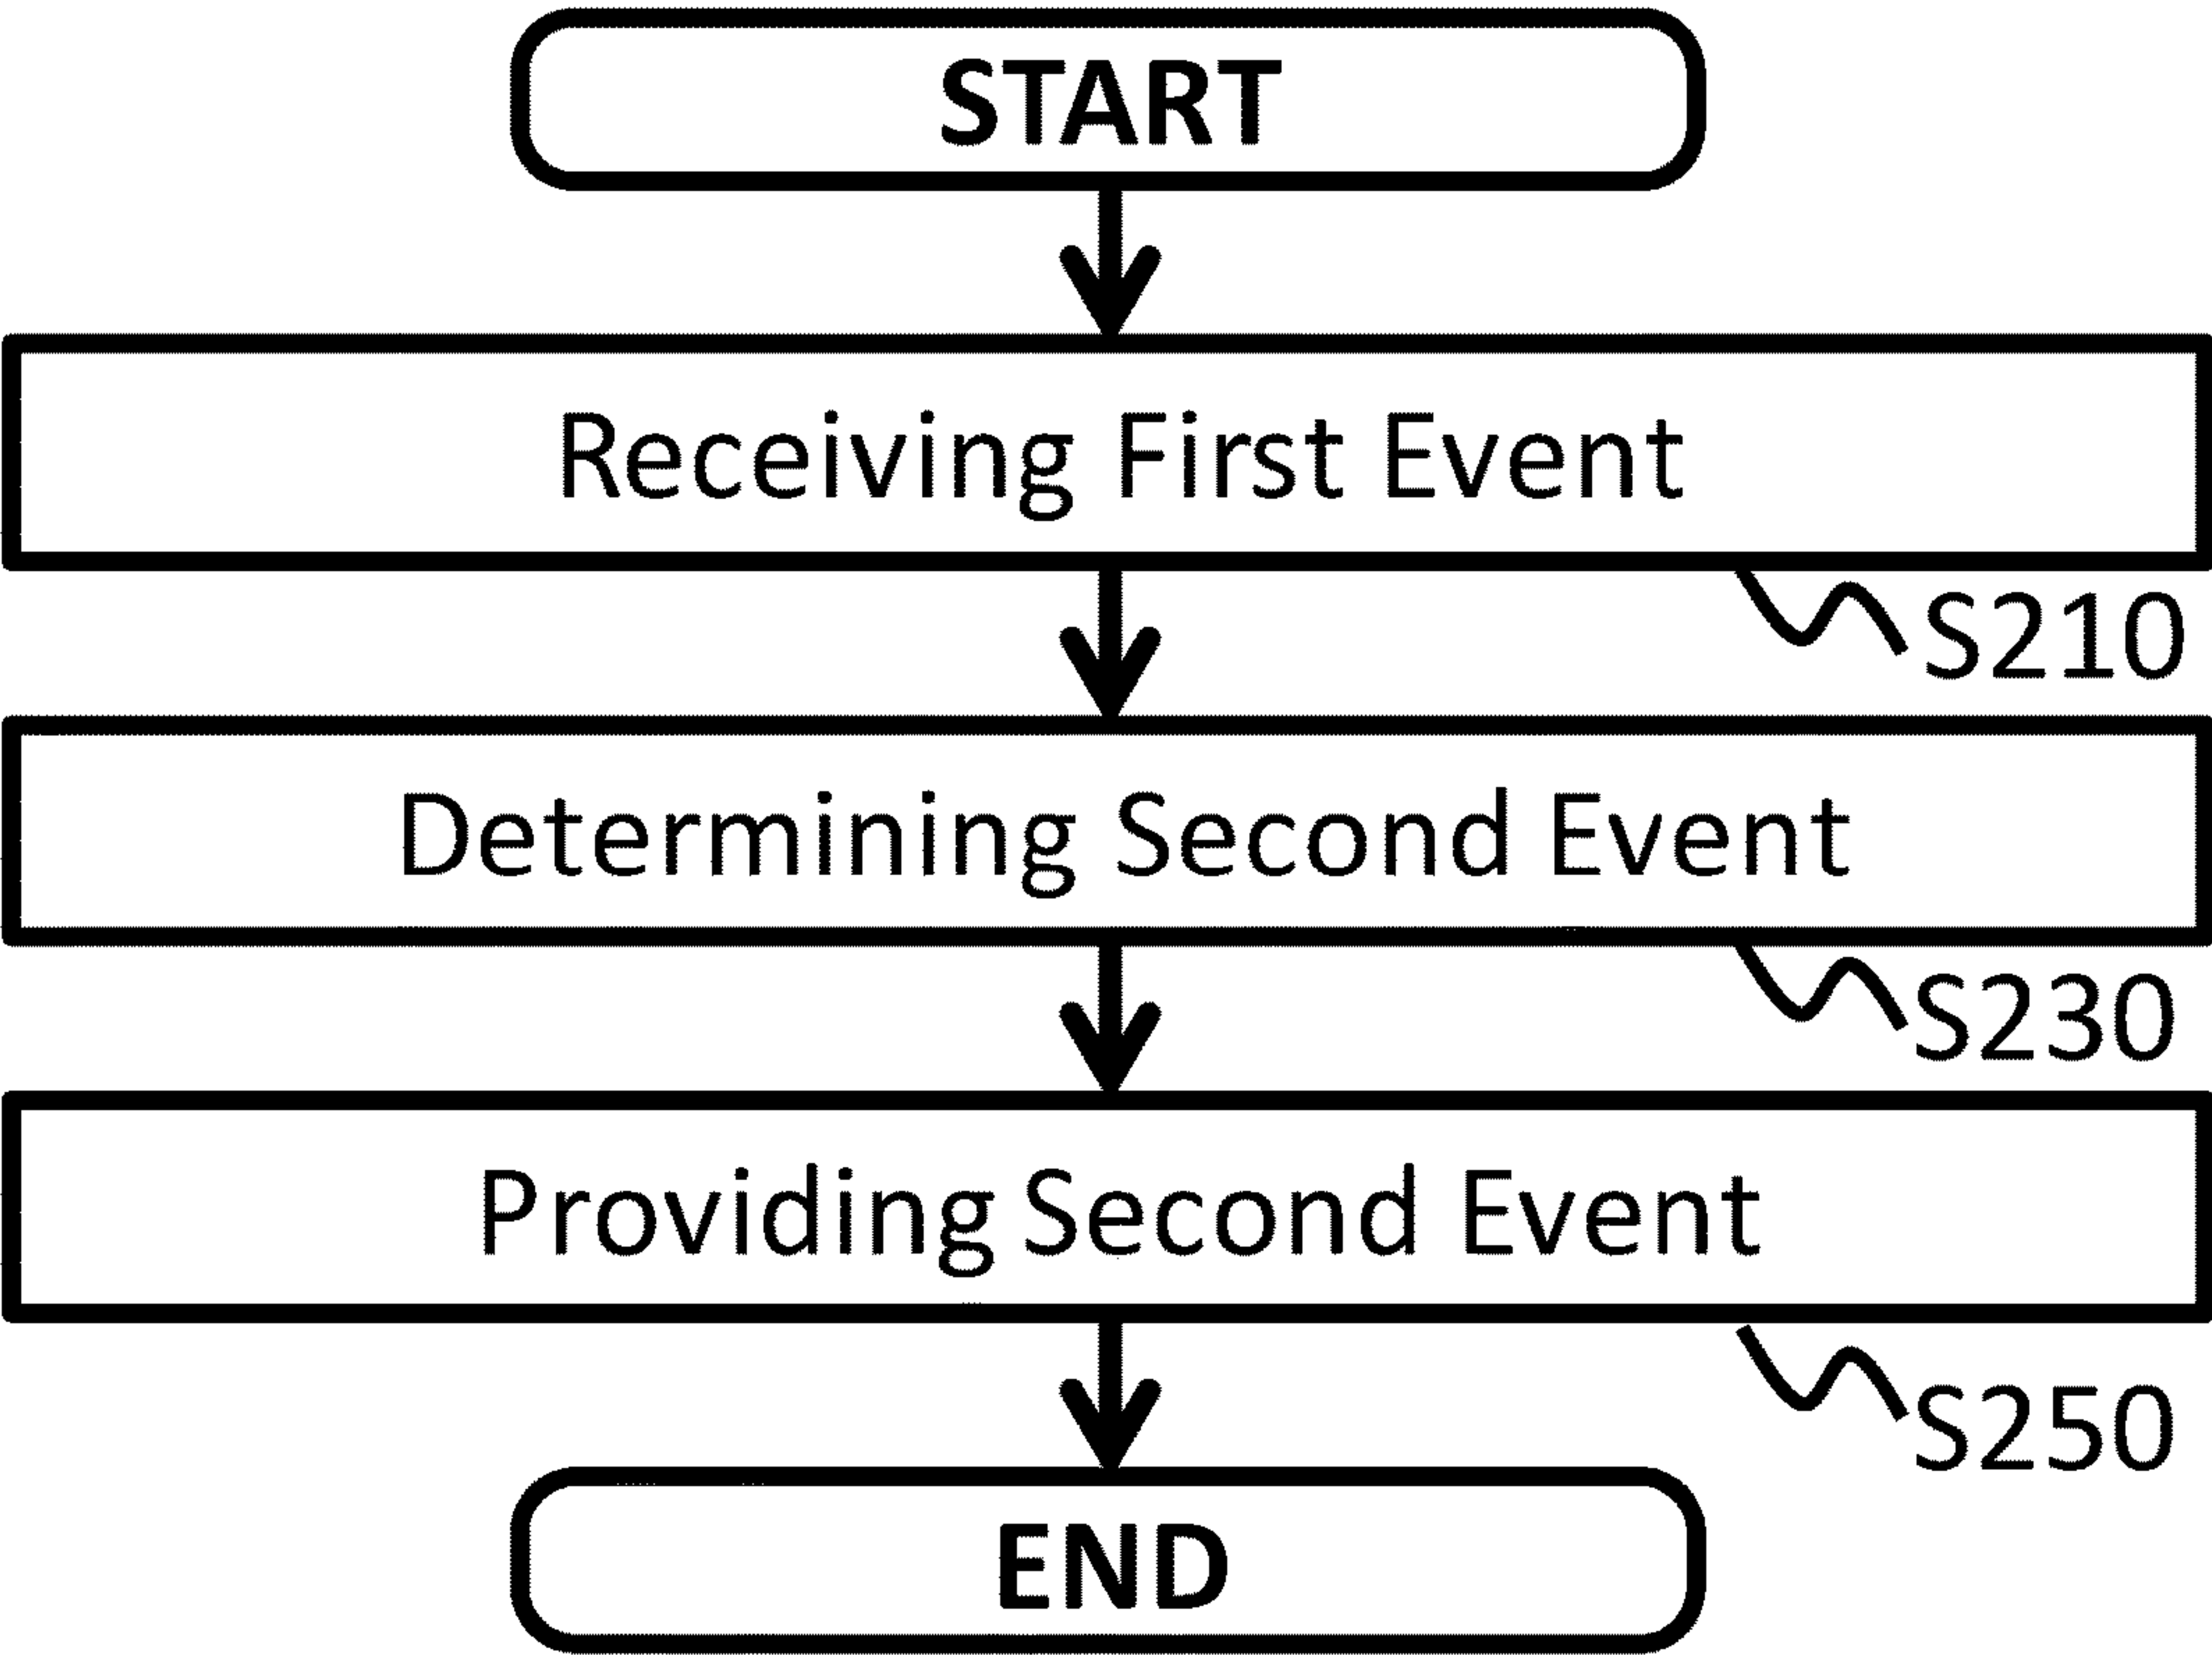 START
Receiving First Event
S210
Determining Second Event
S230
Providing Second Event
S250
END